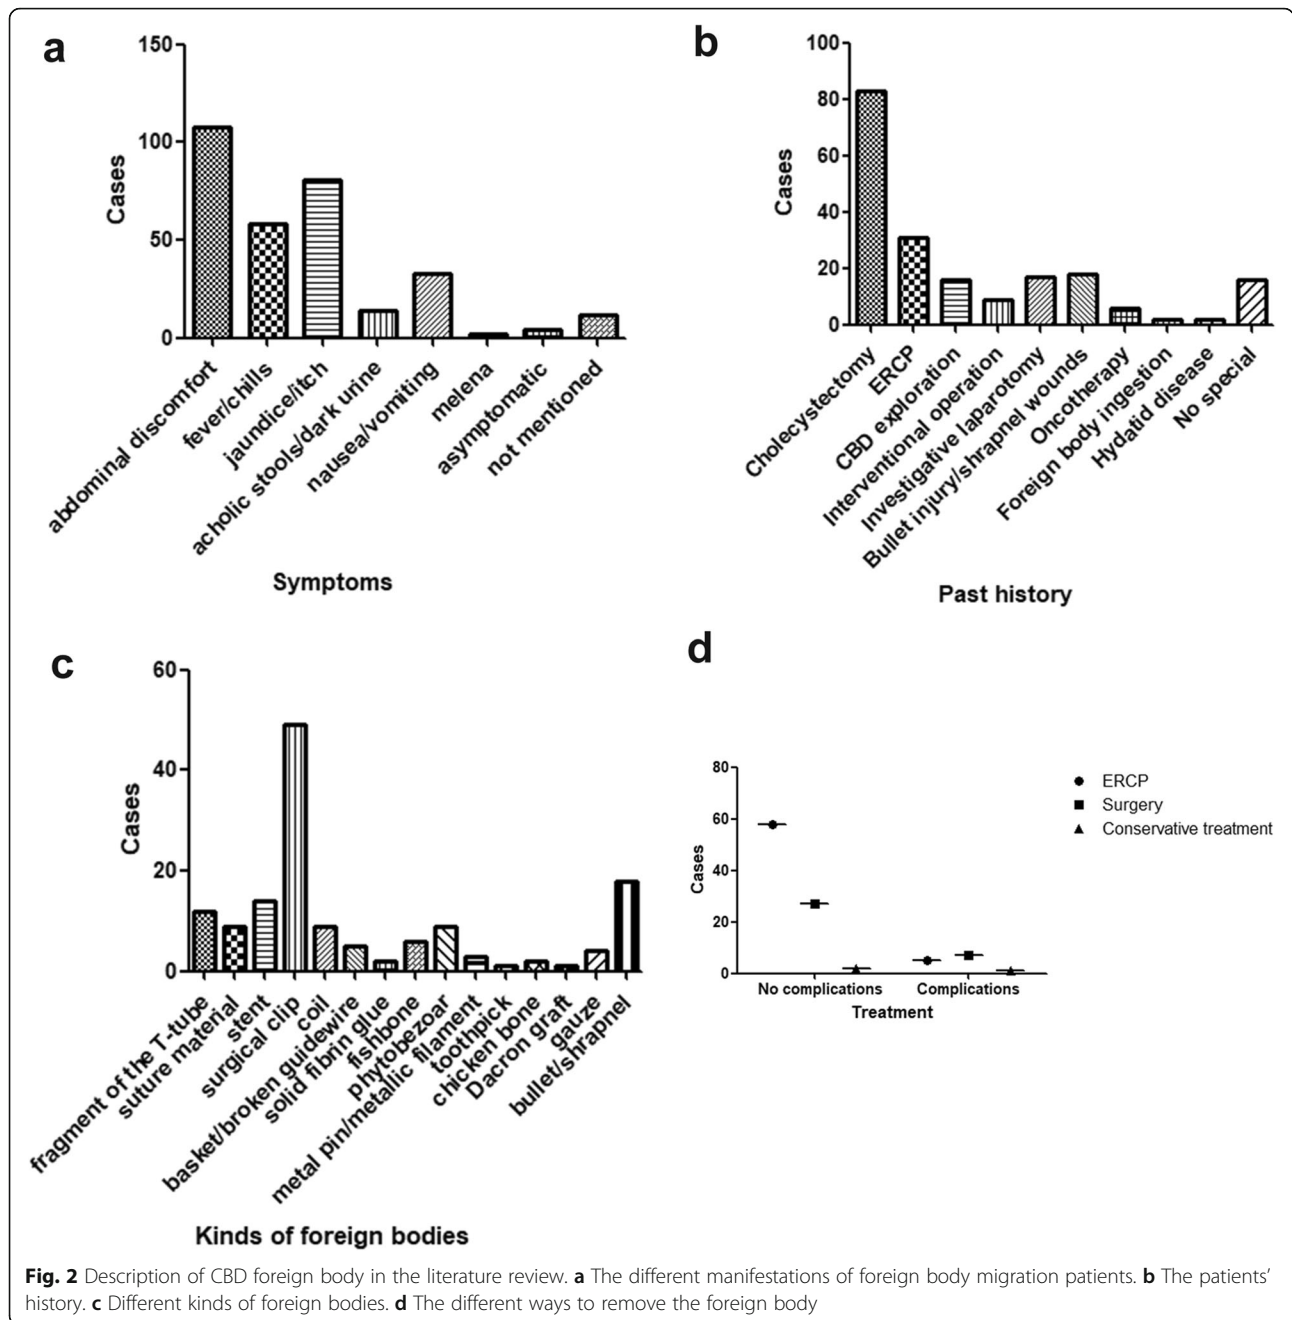 a
150
100
50
0
Cases
abdominal discomfort
fever/chills
jaundice/itch
acholic stools/dark urine
nausea/vomiting
melena
asymptomatic
not mentioned
Symptoms
b
100
80
60
40
20
0
Cases
Cholecystectomy
ERCP
CBD exploration
Interventional operation
Investigative laparotomy
Bullet injury/shrapnel wounds
Oncotherapy
Foreign body ingestion
Hydatid disease
No special
Past history
c
60
40
20
0
Cases
fragment of the T-tube
suture material
stent
surgical clip
coil
basket/broken guidewire
solid fibrin glue
fishbone
phytobezoar
metal pin/metallic filament
toothpick
chicken bone
Dacron graft
gauze
bullet/shrapnel
Kinds of foreign bodies
d
80
60
40
20
0
Cases
No complications
Complications
Treatment
ERCP
Surgery
Conservative treatment
Fig. 2 Description of CBD foreign body in the literature review. a The different manifestations of foreign body migration patients. b The patients'
history. c Different kinds of foreign bodies. d The different ways to remove the foreign body